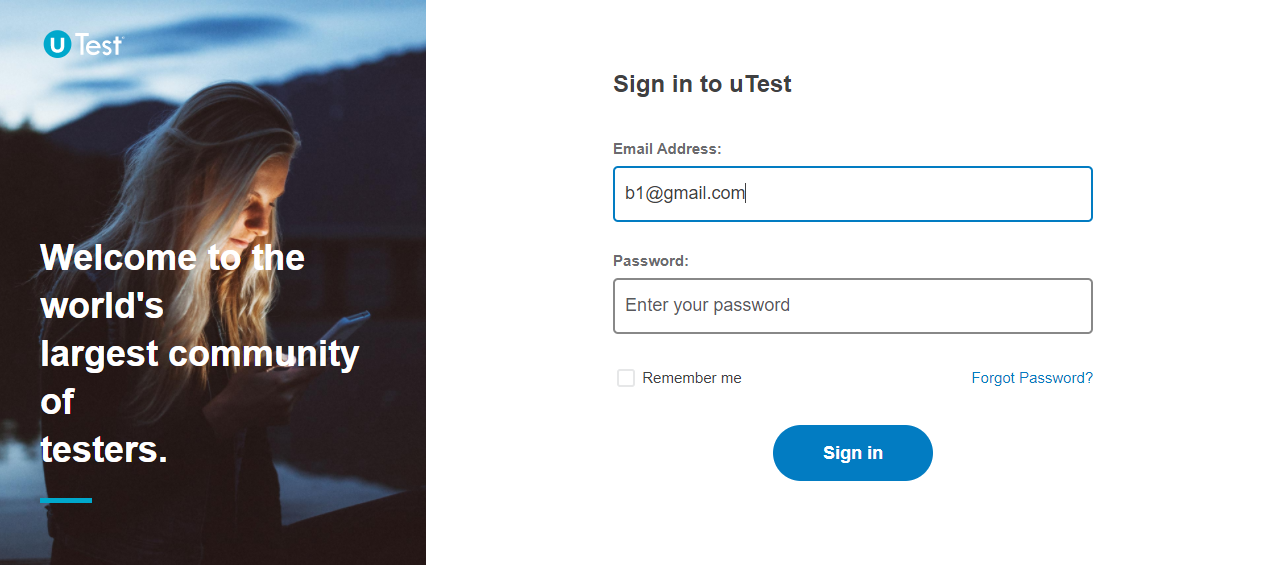 uTest
Welcome to the
world's
largest community
of
testers.
Sign in to uTest
Email Address:
b1@gmail.com
Password:
Enter your password
Remember me
Forgot Password?
Sign in